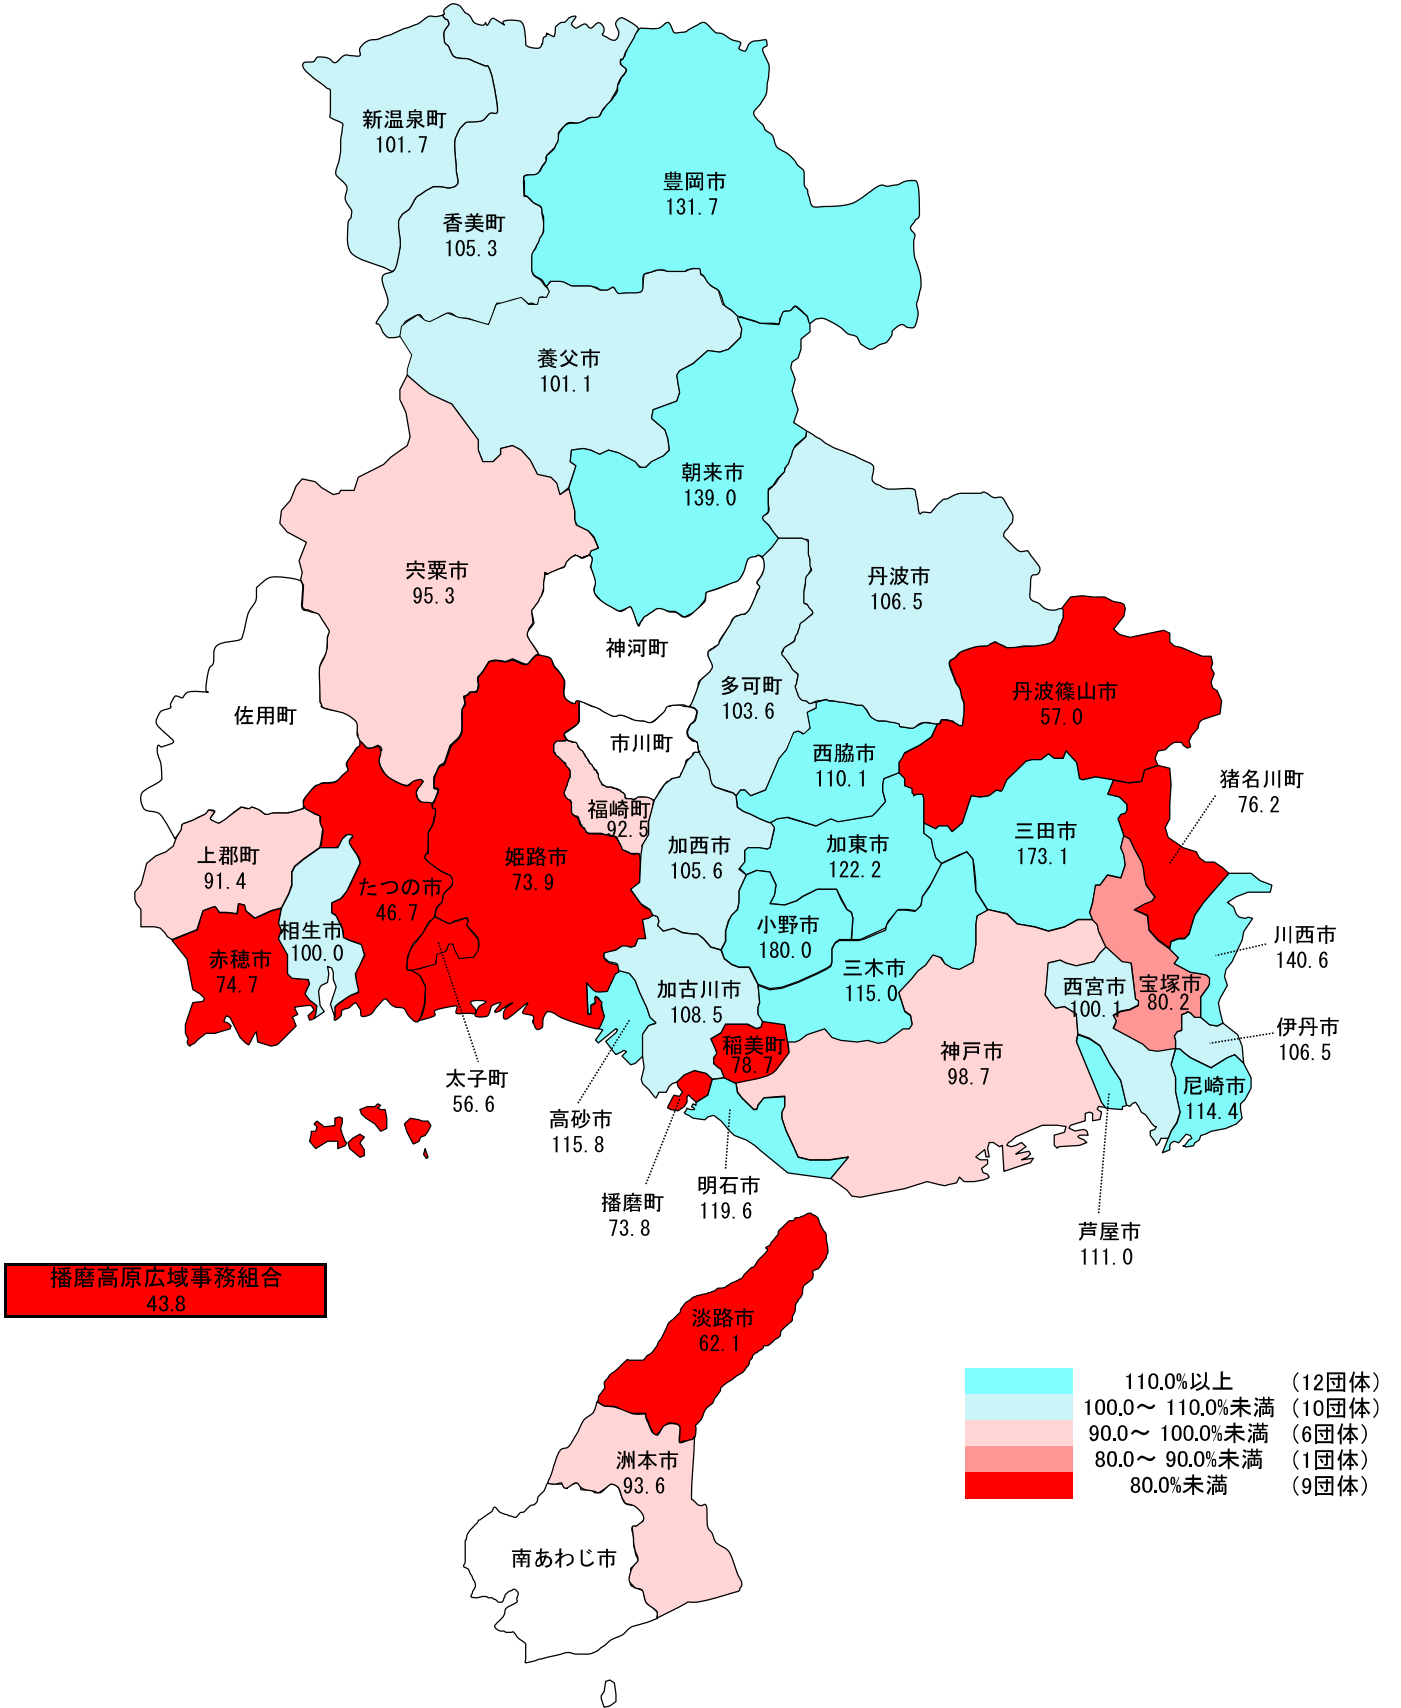 新温泉町
101.7
香美町
105.3
豊岡市
131.7
養父市
101.1
朝来市
139.0
宍粟市
95.3
丹波市
106.5
神河町
多可町
103.6
丹波篠山市
57.0
佐用町
市川町
西脇市
110.1
猪名川町
76.2
福崎町
92.5
加西市
105.6
加東市
122.2
三田市
173.1
上郡町
91.4
たつの市
46.7
姫路市
73.9
相生市
100.0
小野市
180.0
川西市
140.6
赤穂市
74.7
三木市
115.0
加古川市
108.5
西宮市
100.1
宝塚市
80.2
伊丹市
106.5
稲美町
78.7
神戸市
98.7
尼崎市
114.4
太子町
56.6
高砂市
115.8
播磨町
73.8
明石市
119.6
芦屋市
111.0
播磨高原広域事務組合
43.8
淡路市
62.1
110.0%以上 （12団体）
100.0～ 110.0%未満 （10団体）
90.0～ 100.0%未満 （6団体）
80.0～ 90.0%未満 （1団体）
80.0%未満 （9団体）
洲本市
93.6
南あわじ市